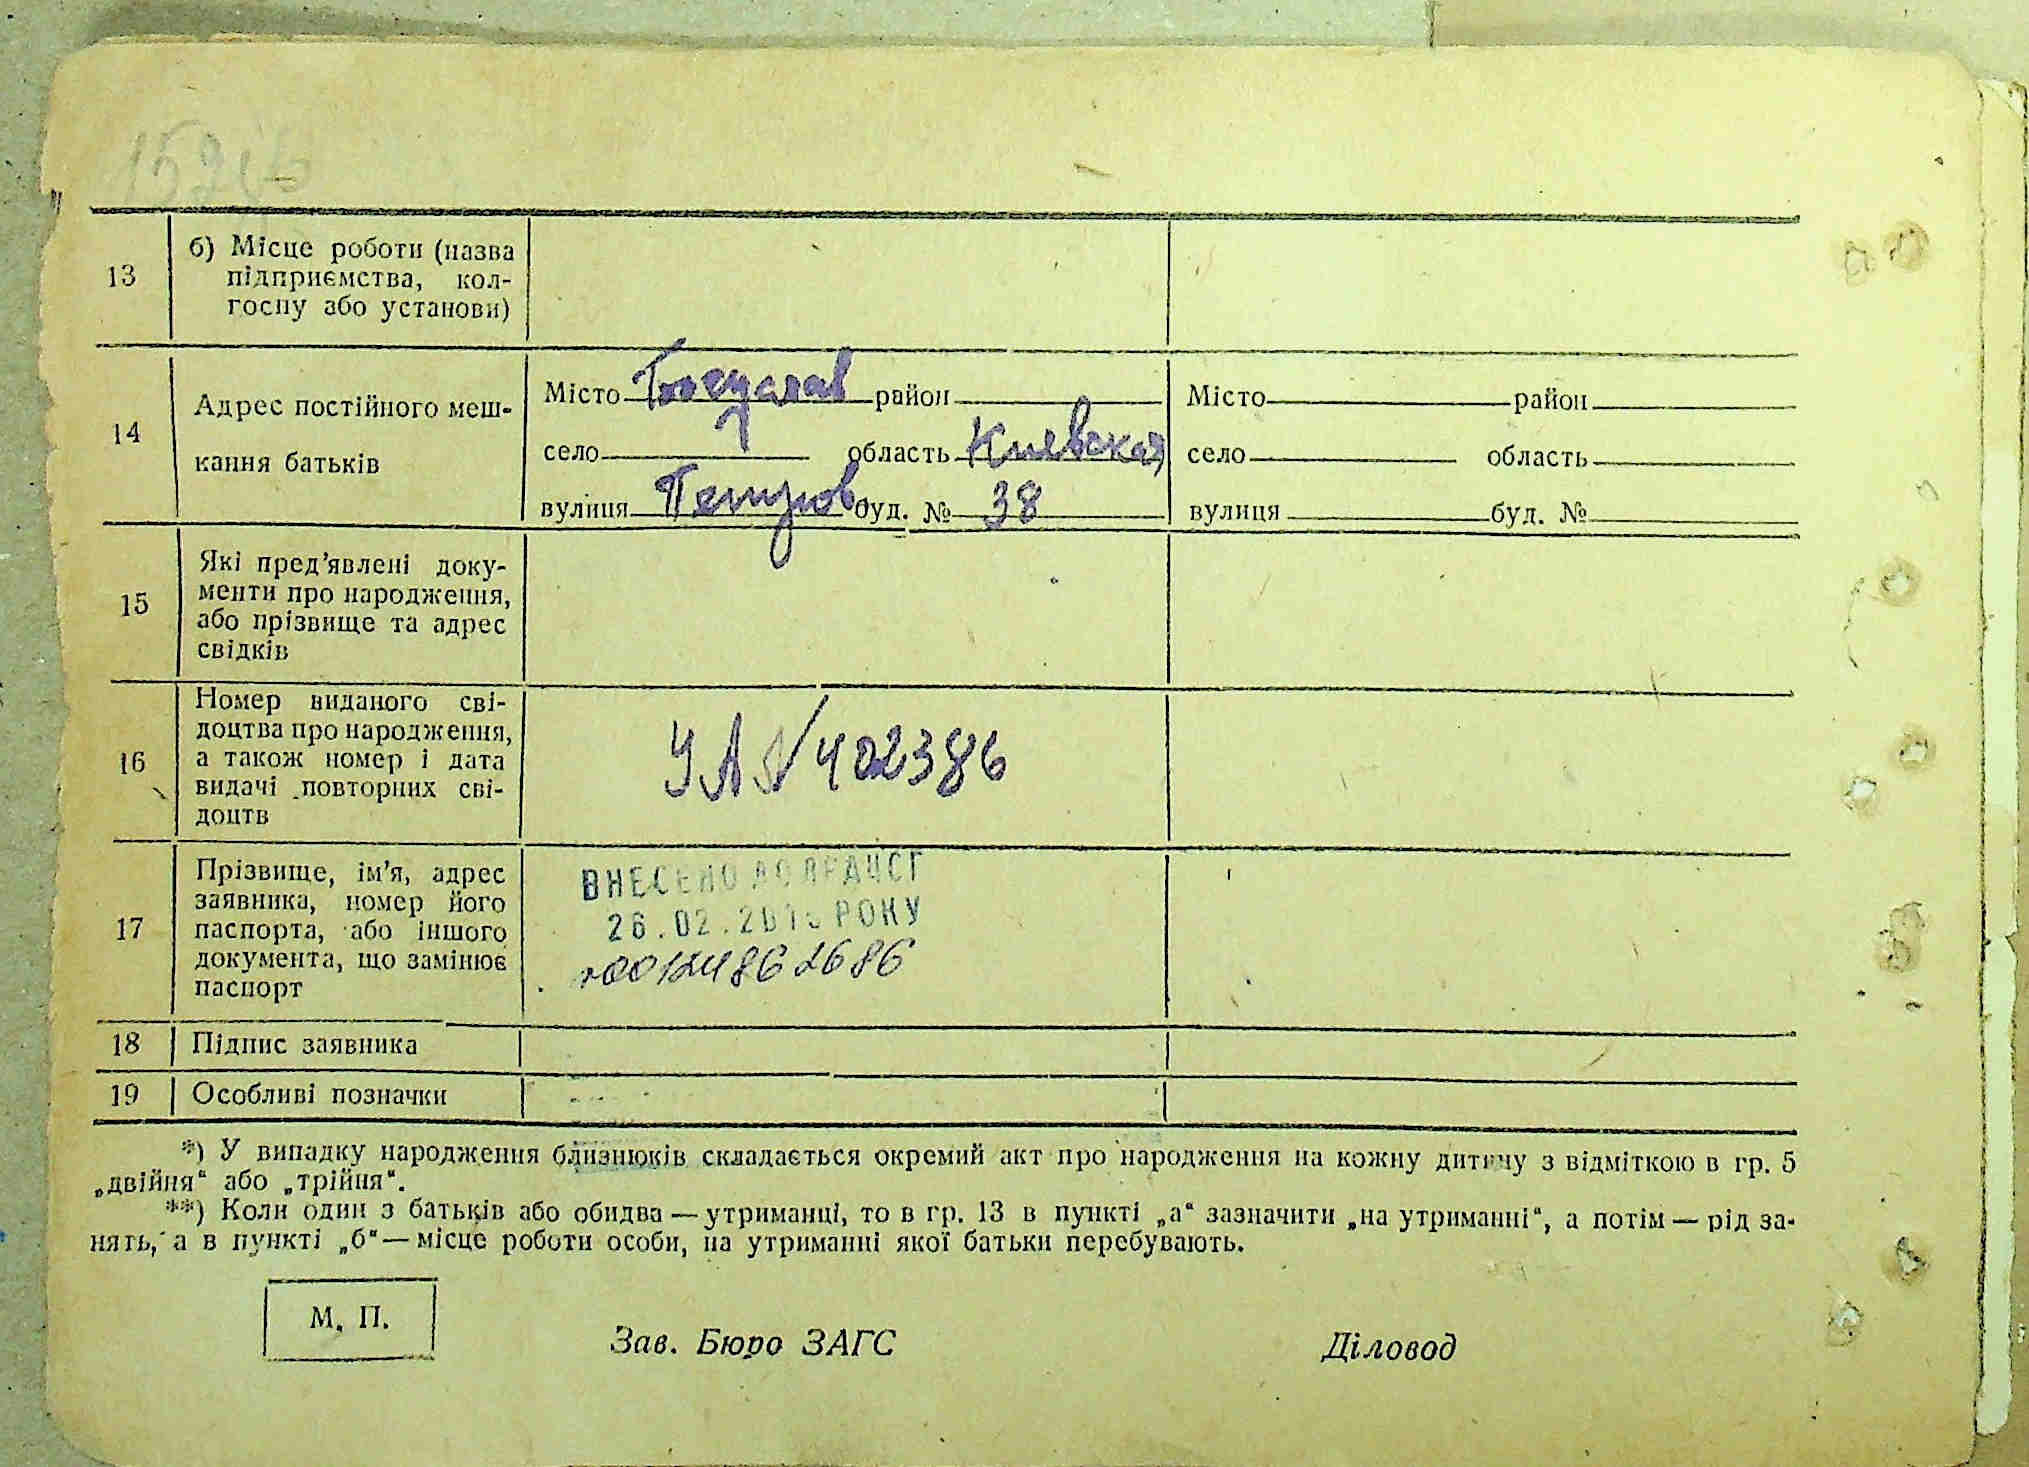 13
б) Місце роботи (назва
підприємства, кол-
госпу або установи)
14
Адрес постійного меш-
кання батьків
Місто Богуслав район
село область Киевская
вулиця Петров буд. № 38
Місто район
село область
вулиця буд. №
15
Які пред'явлені доку-
менти про народження,
або прізвище та адрес
свідків
16
Номер виданого сві-
доцтва про народження,
а також номер і дата
видачі повторних сві-
доцтв
УА № 402386
17
Прізвище, ім'я, адрес
заявника, номер його
паспорта, або іншого
документа, що замінює
паспорт
ВНЕСЕНО ДО ДРАЦСГ
26.02. РОКУ
18 Підпис заявника
19 Особливі позначки
*) У випадку народження близнюків складається окремий акт про народження на кожну дитину з відміткою в гр. 5
„двійня“ або „трійня“.
**) Коли один з батьків або обидва — утриманці, то в гр. 13 в пункті „а“ зазначити „на утриманні“, а потім — рід за-
нять, а в пункті „б“ — місце роботи особи, на утриманні якої батьки перебувають.
М. П.
Зав. Бюро ЗАГС
Діловод